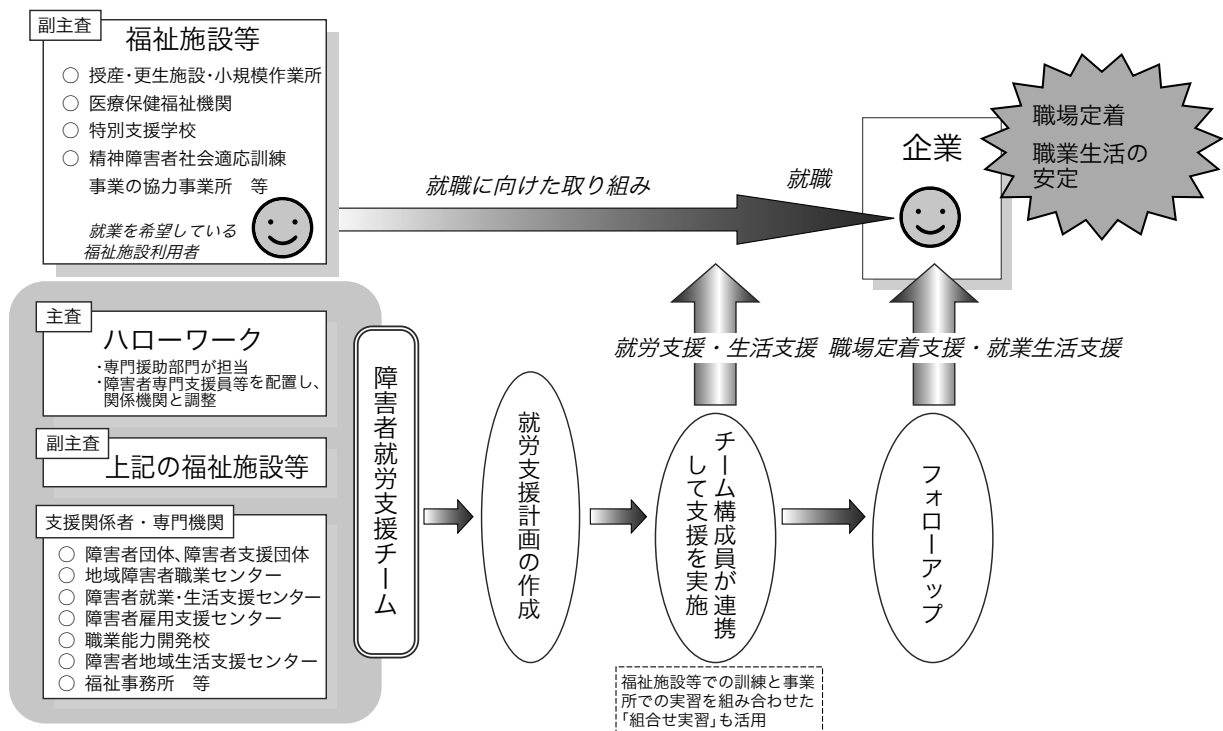 副主査
福祉施設等
○ 授産・更生施設・小規模作業所
○ 医療保健福祉機関
○ 特別支援学校
○ 精神障害者社会適応訓練
事業の協力事業所　等
就業を希望している
福祉施設利用者
就職に向けた取り組み
就職
企業
職場定着
職業生活の
安定
主査
ハローワーク
・専門援助部門が担当
・障害者専門支援員等を配置し、
関係機関と調整
副主査
上記の福祉施設等
支援関係者・専門機関
○ 障害者団体、障害者支援団体
○ 地域障害者職業センター
○ 障害者就業・生活支援センター
○ 障害者雇用支援センター
○ 職業能力開発校
○ 障害者地域生活支援センター
○ 福祉事務所　等
障害者就労支援チーム
就労支援計画の作成
就労支援・生活支援
チーム構成員が連携
して支援を実施
福祉施設等での訓練と事業
所での実習を組み合わせた
「組合せ実習」も活用
職場定着支援・就業生活支援
フォローアップ